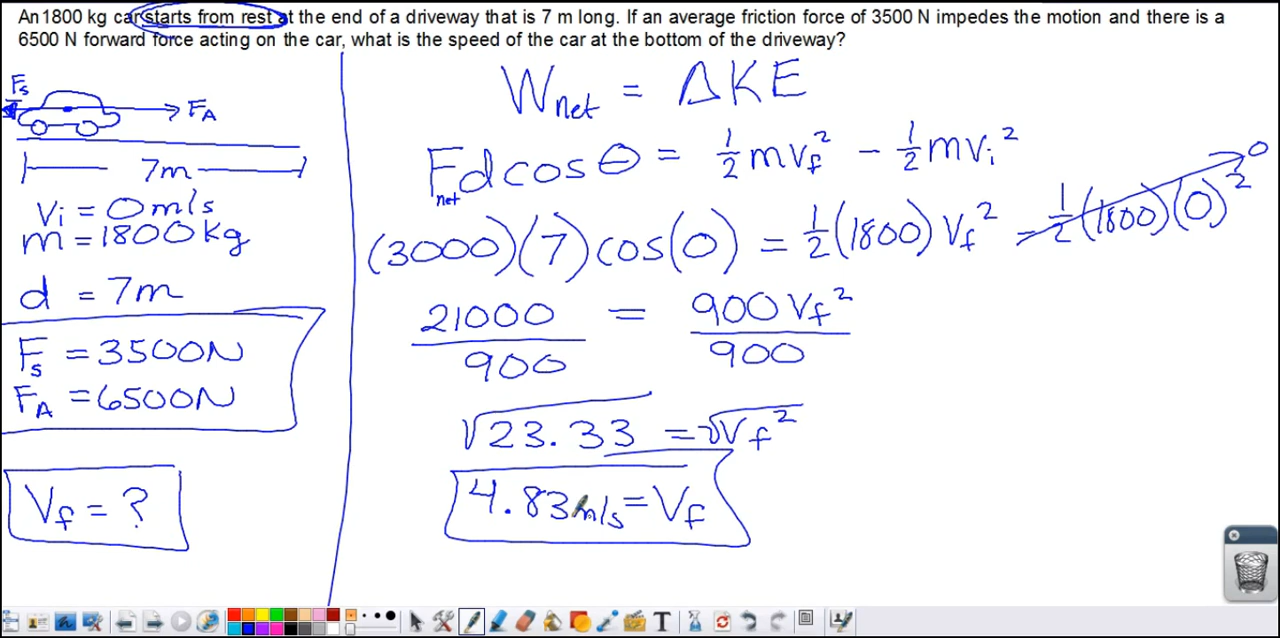 An 1800 kg car starts from rest at the end of a driveway that is 7 m long. If an average friction force of 3500 N impedes the motion and there is a
6500 N forward force acting on the car, what is the speed of the car at the bottom of the driveway?
Fs
FA
7m
Vi = 0m/s
m = 1800kg
d = 7m
Fs = 3500N
FA = 6500N
Vf = ?
Wnet = ΔKE
Fnet d cos θ = 1/2 m Vf² - 1/2 m Vi²
(3000)(7) cos(0) = 1/2 (1800) Vf² = 1/2 (1800)(0)² 0
21000/900 = 900 Vf²/900
√23.33 = √Vf²
4.83m/s = Vf
T